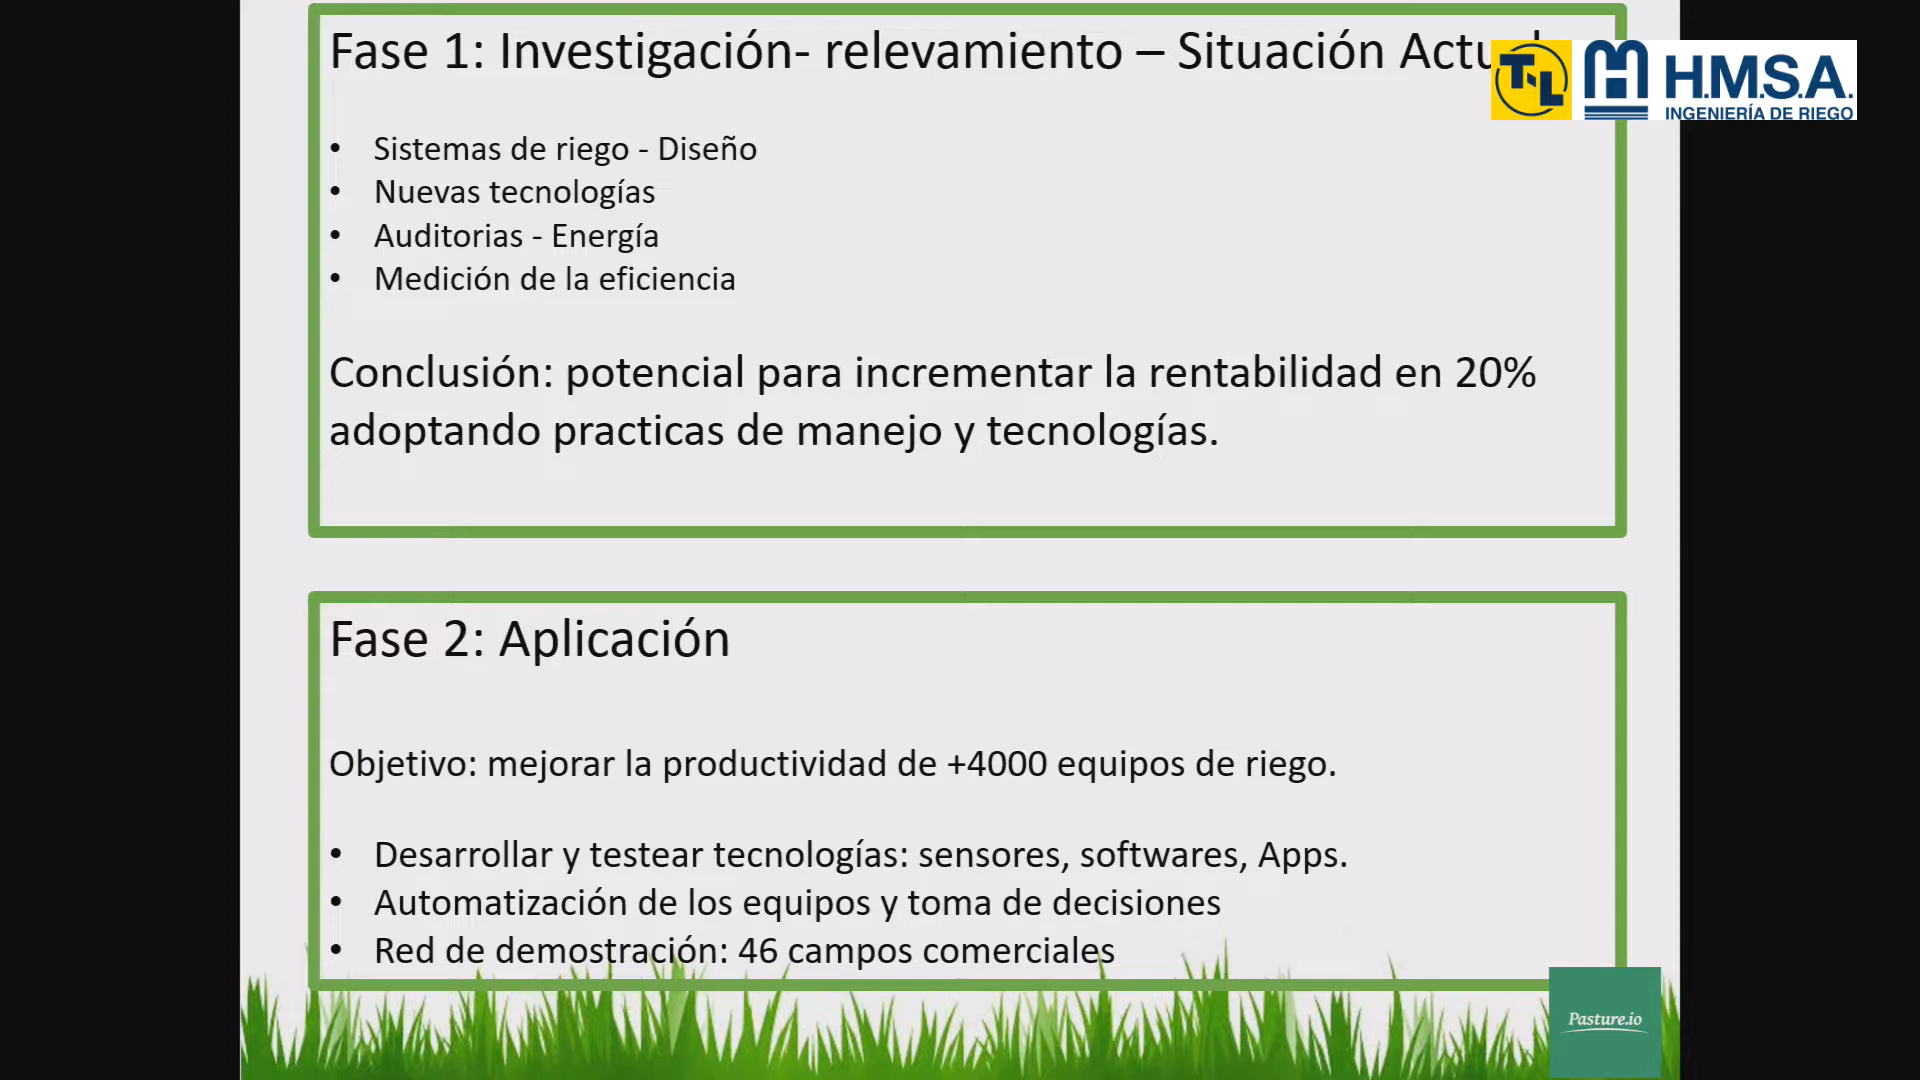 Fase 1: Investigación- relevamiento – Situación
T-L
H.M.S.A.
INGENIERÍA DE RIEGO
• Sistemas de riego - Diseño
• Nuevas tecnologías
• Auditorias - Energía
• Medición de la eficiencia
Conclusión: potencial para incrementar la rentabilidad en 20%
adoptando practicas de manejo y tecnologías.
Fase 2: Aplicación
Objetivo: mejorar la productividad de +4000 equipos de riego.
• Desarrollar y testear tecnologías: sensores, softwares, Apps.
• Automatización de los equipos y toma de decisiones
• Red de demostración: 46 campos comerciales
Pasture.io